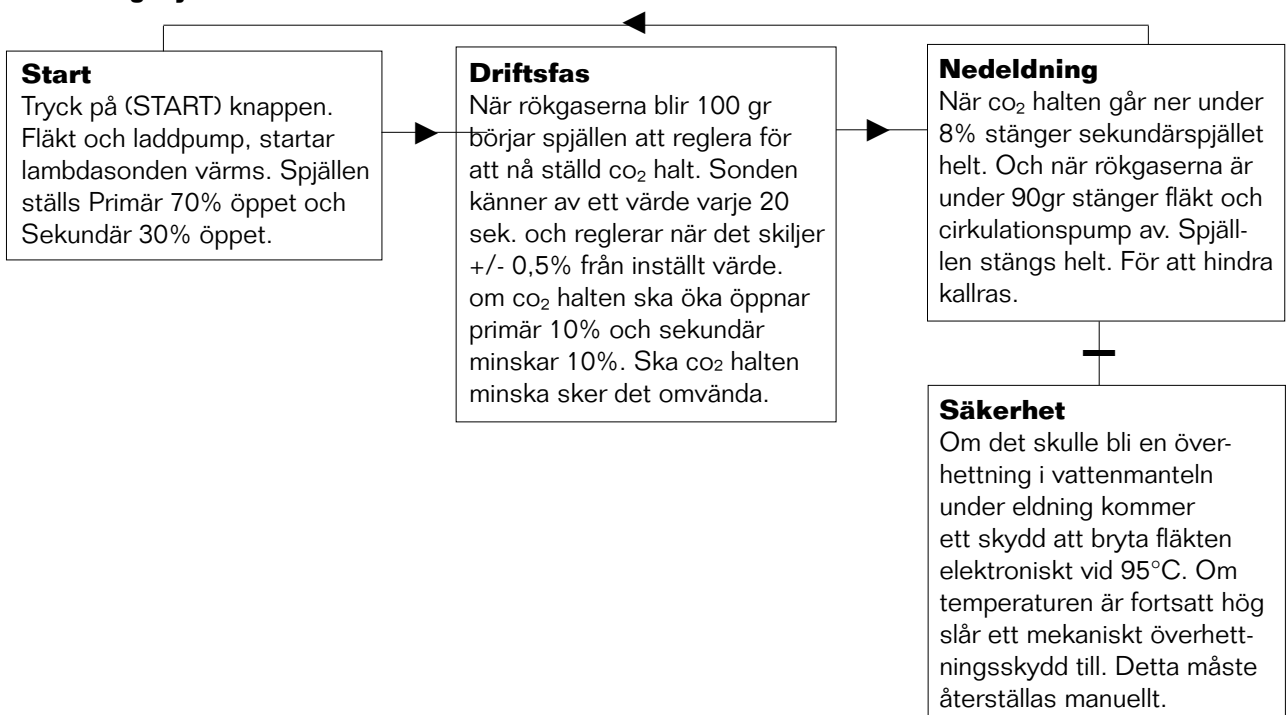 Start
Tryck på (START) knappen.
Fläkt och laddpump, startar
lambdasonden värms. Spjällen
ställs Primär 70% öppet och
Sekundär 30% öppet.
Driftsfas
När rökgaserna blir 100 gr
börjar spjällen att reglera för
att nå ställd co₂ halt. Sonden
känner av ett värde varje 20
sek. och reglerar när det skiljer
+/- 0,5% från inställt värde.
om co₂ halten ska öka öppnar
primär 10% och sekundär
minskar 10%. Ska co₂ halten
minska sker det omvända.
Nedeldning
När co₂ halten går ner under
8% stänger sekundärspjället
helt. Och när rökgaserna är
under 90gr stänger fläkt och
cirkulationspump av. Spjäll-
len stängs helt. För att hindra
kallras.
Säkerhet
Om det skulle bli en över-
hettning i vattenmanteln
under eldning kommer
ett skydd att bryta fläkten
elektroniskt vid 95°C. Om
temperaturen är fortsatt hög
slår ett mekaniskt överhett-
ningsskydd till. Detta måste
återställas manuellt.